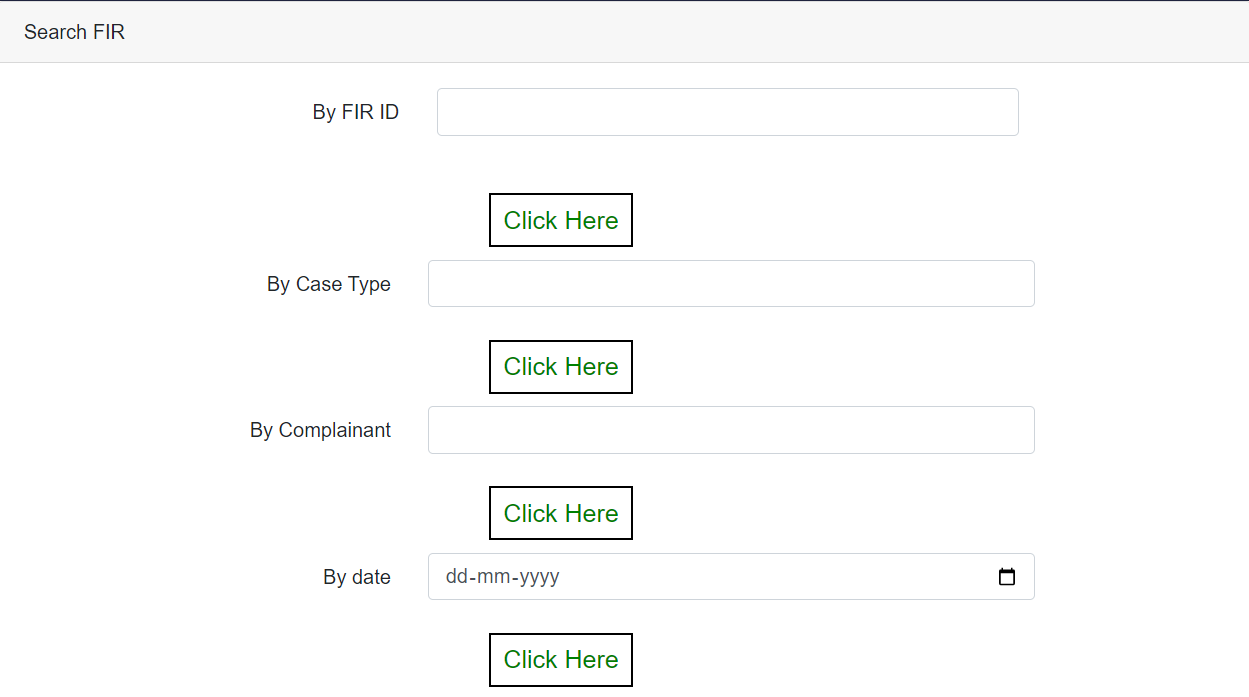 Search FIR
By FIR ID
Click Here
By Case Type
Click Here
By Complainant
Click Here
By date dd-mm-yyyy
Click Here